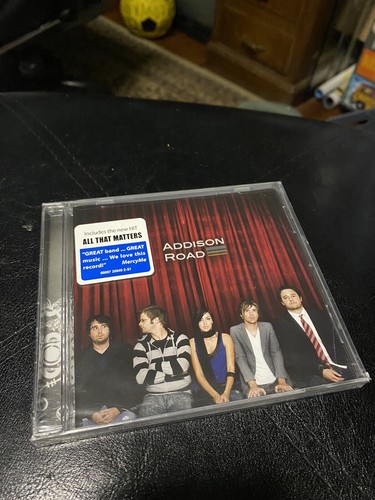 Includes the new HIT
ALL THAT MATTERS
"GREAT band ... GREAT
music ... We love this
record!" MercyMe
ADDISON
ROAD